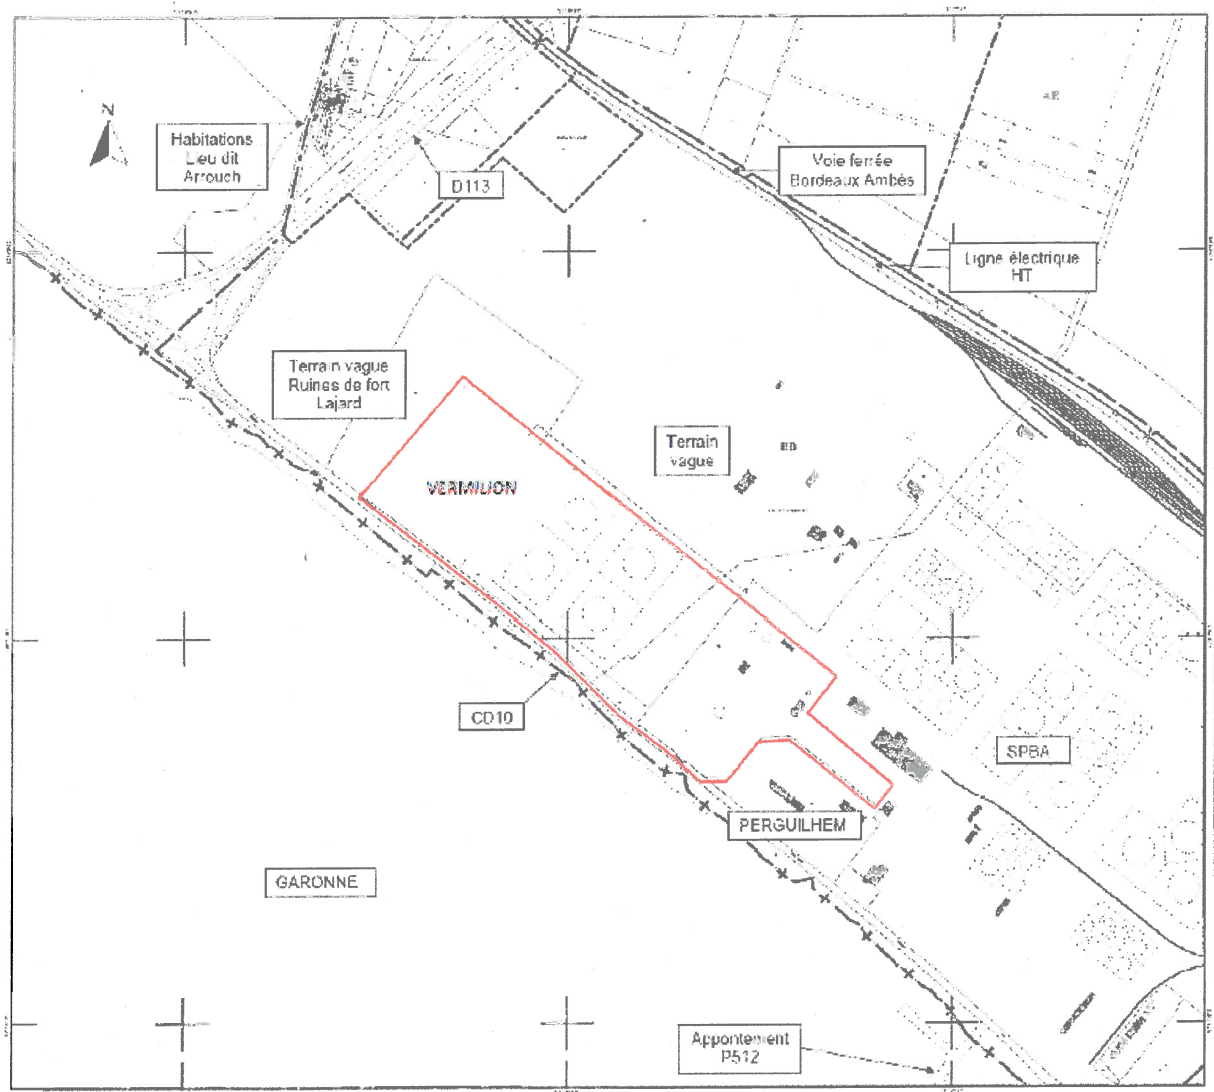 N
Habitations
Lieu dit
Arrouch
D113
Voie ferrée
Bordeaux Ambès
Ligne électrique
HT
Terrain vague
Ruines de fort
Lajard
Terrain
vague
VERMILION
CD10
SPBA
PERGUILHEM
GARONNE
Appontement
P512